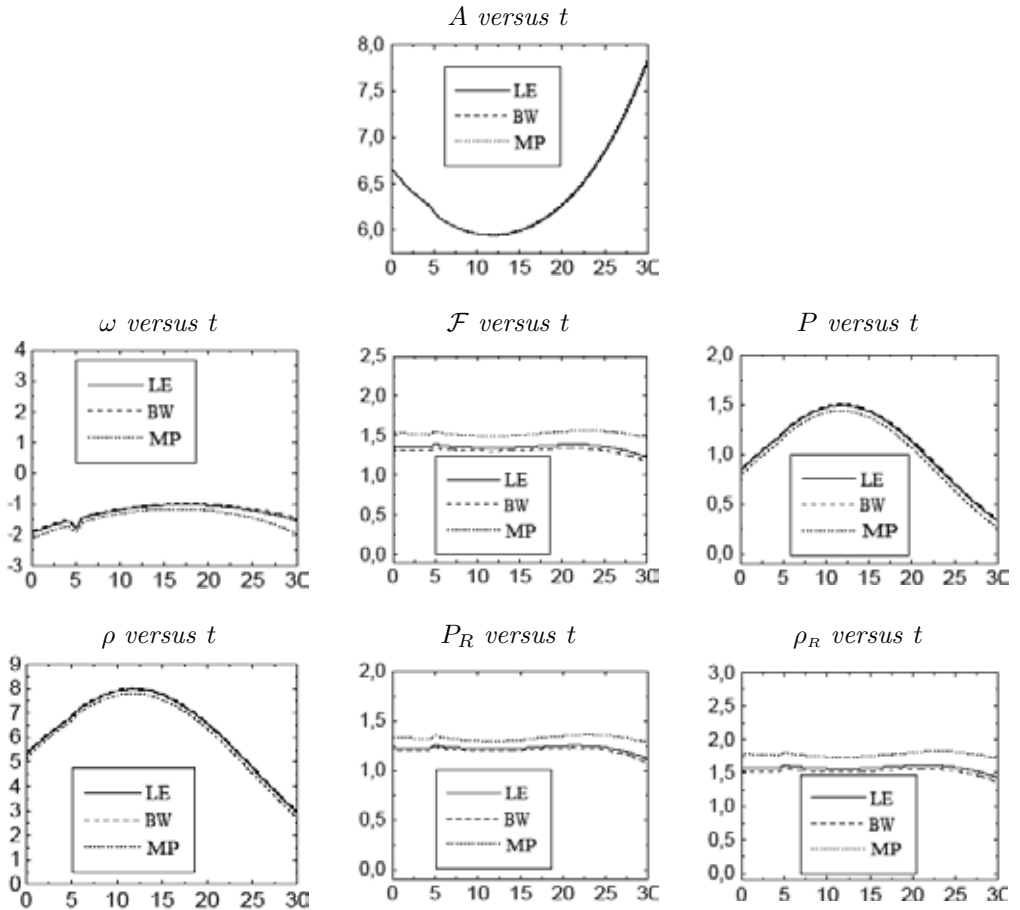 A versus t
8,0
7,5
7,0
6,5
6,0
LE
BW
MP
0 5 10 15 20 25 30
ω versus t
4
3
2
1
0
-1
-2
-3
LE
BW
MP
0 5 10 15 20 25 30
ℱ versus t
2,5
2,0
1,5
1,0
0,5
0,0
LE
BW
MP
0 5 10 15 20 25 30
P versus t
2,0
1,5
1,0
0,5
0,0
LE
BW
MP
0 5 10 15 20 25 30
ρ versus t
9
8
7
6
5
4
3
2
1
0
LE
BW
MP
0 5 10 15 20 25 30
P_R versus t
2,0
1,5
1,0
0,5
0,0
LE
BW
MP
0 5 10 15 20 25 30
ρ_R versus t
3,0
2,5
2,0
1,5
1,0
0,5
0,0
LE
BW
MP
0 5 10 15 20 25 30